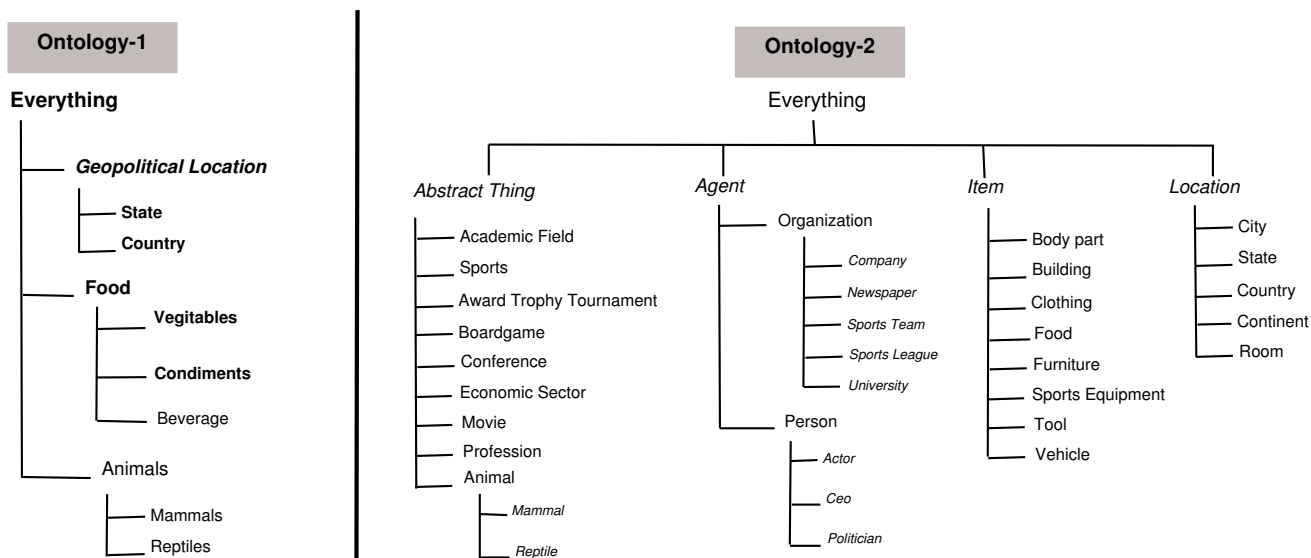 Ontology-1
Everything
Geopolitical Location
State
Country
Food
Vegitables
Condiments
Beverage
Animals
Mammals
Reptiles
Ontology-2
Everything
Abstract Thing
Academic Field
Sports
Award Trophy Tournament
Boardgame
Conference
Economic Sector
Movie
Profession
Animal
Mammal
Reptile
Agent
Organization
Company
Newspaper
Sports Team
Sports League
University
Person
Actor
Ceo
Politician
Item
Body part
Building
Clothing
Food
Furniture
Sports Equipment
Tool
Vehicle
Location
City
State
Country
Continent
Room